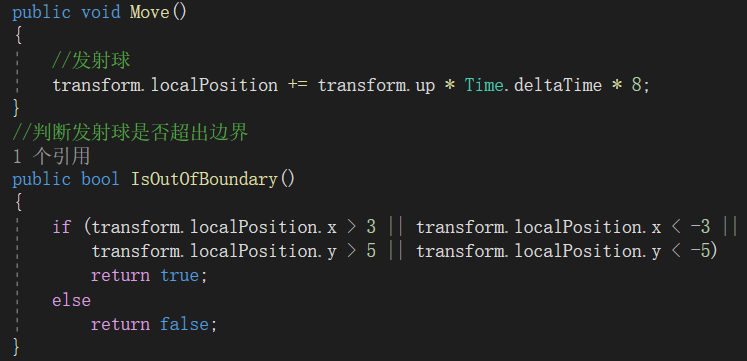 public void Move()
{
//发射球
transform.localPosition += transform.up * Time.deltaTime * 8;
}
//判断发射球是否超出边界
1 个引用
public bool IsOutOfBoundary()
{
if (transform.localPosition.x > 3 || transform.localPosition.x < -3 ||
transform.localPosition.y > 5 || transform.localPosition.y < -5)
return true;
else
return false;
}